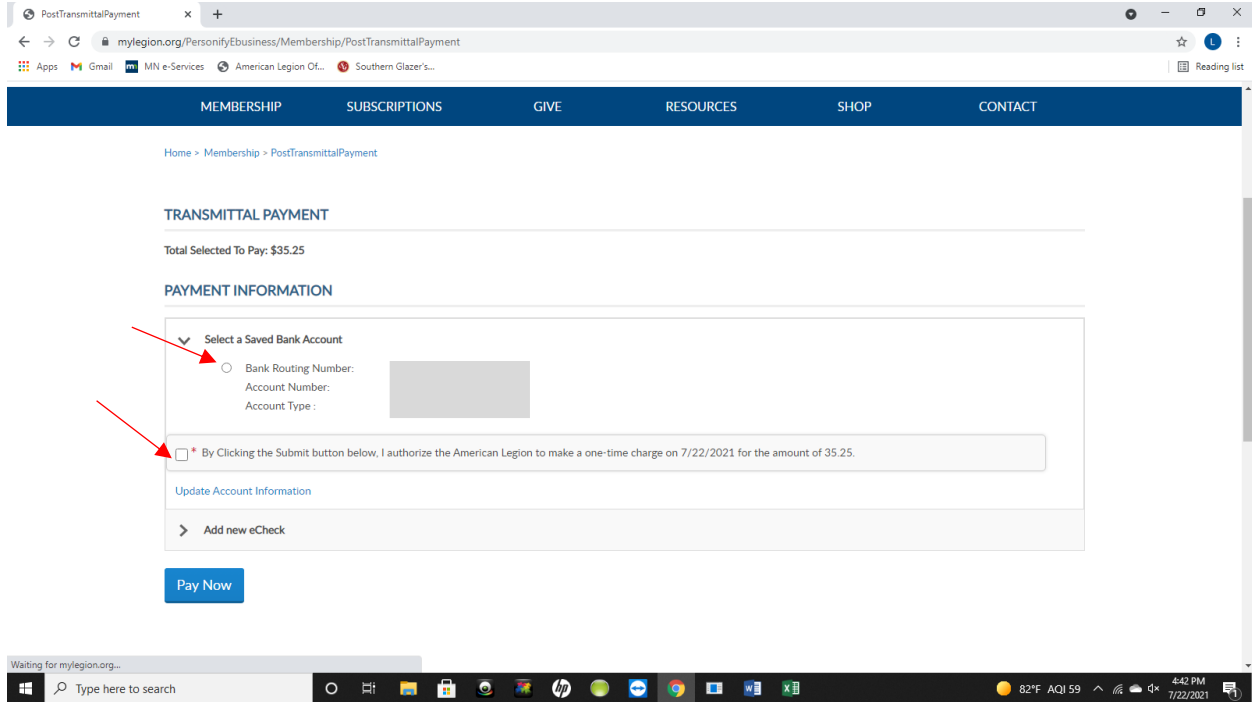 PostTransmittalPayment
mylegion.org/PersonifyEbusiness/Membership/PostTransmittalPayment
L
Apps Gmail MN e-Services American Legion Of... Southern Glazer's... Reading list
MEMBERSHIP SUBSCRIPTIONS GIVE RESOURCES SHOP CONTACT
Home > Membership > PostTransmittalPayment
TRANSMITTAL PAYMENT
Total Selected To Pay: $35.25
PAYMENT INFORMATION
Select a Saved Bank Account
Bank Routing Number:
Account Number:
Account Type :
* By Clicking the Submit button below, I authorize the American Legion to make a one-time charge on 7/22/2021 for the amount of 35.25.
Update Account Information
Add new eCheck
Pay Now
Waiting for mylegion.org...
Type here to search
82°F AQI 59
4:42 PM
7/22/2021